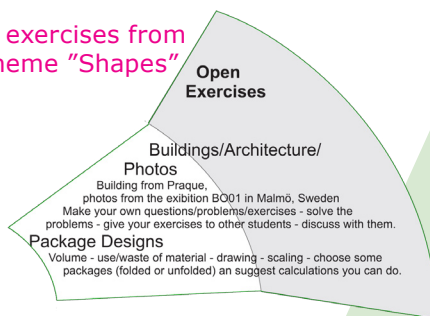 exercises from
heme ”Shapes”
Open
Exercises
Buildings/Architecture/
Photos
Building from Praque,
photos from the exibition BO01 in Malmö, Sweden
Make your own questions/problems/exercises - solve the
problems - give your exercises to other students - discuss with them.
Package Designs
Volume - use/waste of material - drawing - scaling - choose some
packages (folded or unfolded) an suggest calculations you can do.